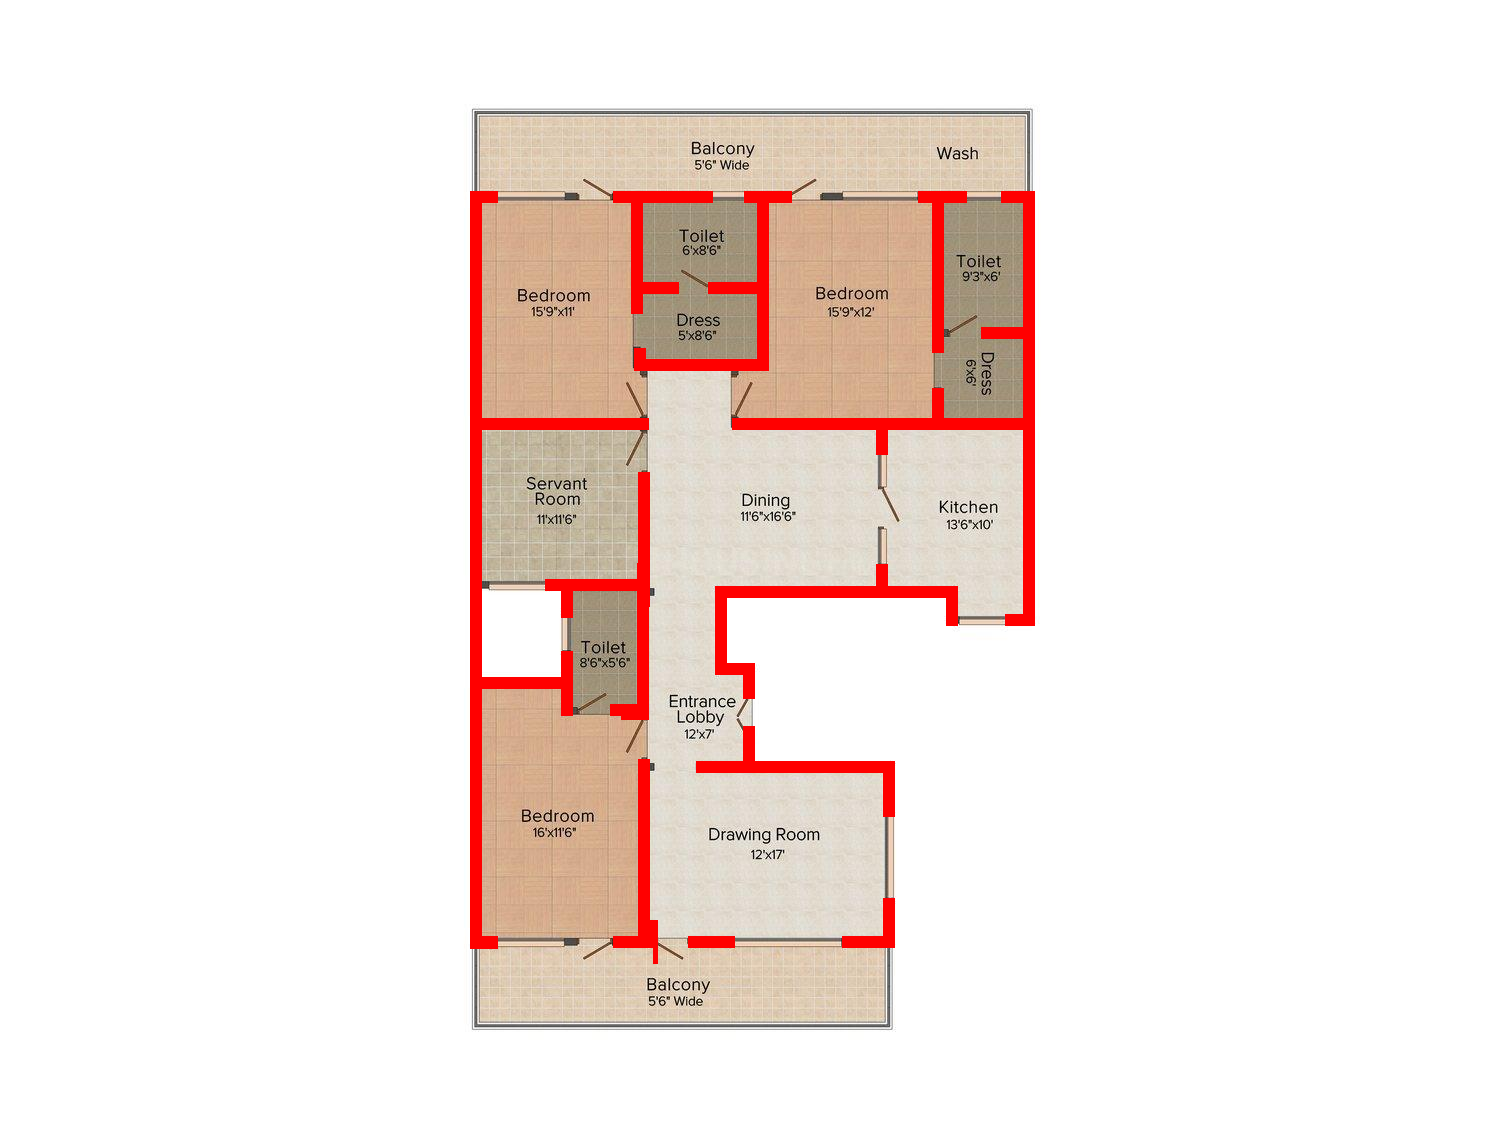 Balcony
5'6" Wide
Wash
Toilet
6'x8'6"
Toilet
9'3"x6'
Bedroom
15'9"x11'
Bedroom
15'9"x12'
Dress
5'x8'6"
Dress
6'x6'
Servant
Room
11'x11'6"
Dining
11'6"x16'6"
Kitchen
13'6"x10'
Toilet
8'6"x5'6"
Entrance
Lobby
12'x7'
Bedroom
16'x11'6"
Drawing Room
12'x17'
Balcony
5'6" Wide